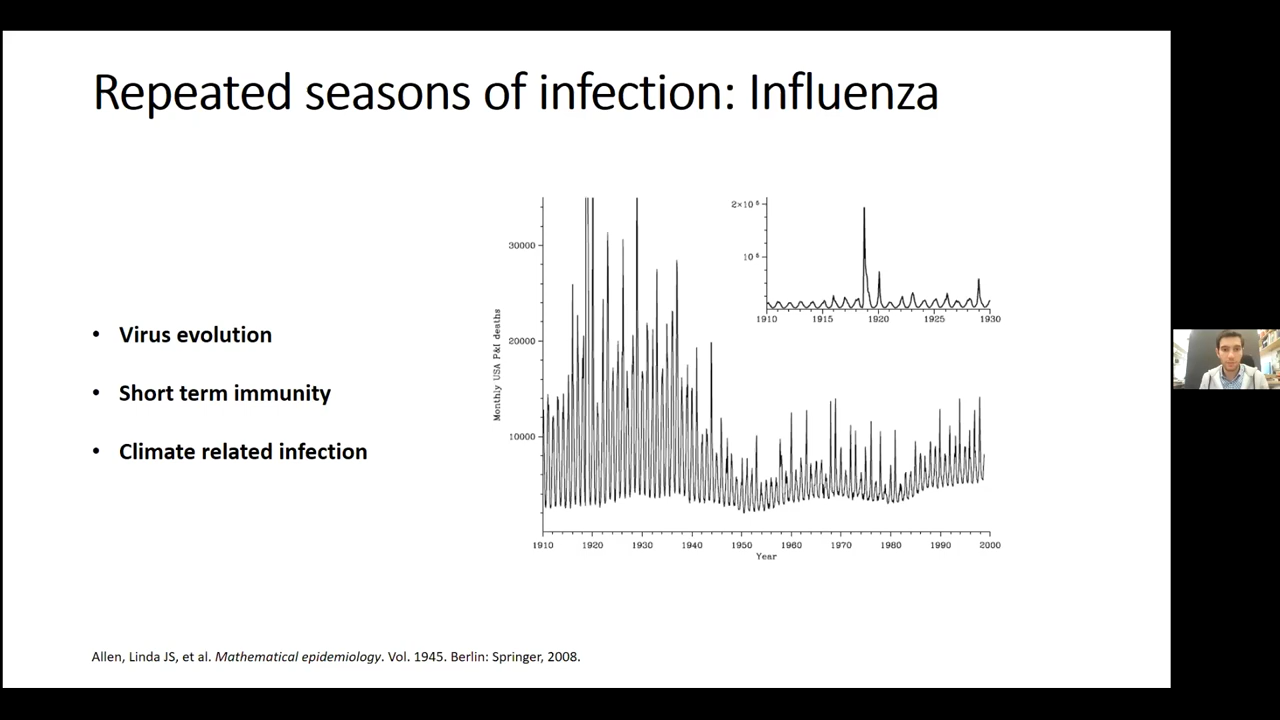 Repeated seasons of infection: Influenza
• Virus evolution
• Short term immunity
• Climate related infection
Monthly USA P&I deaths
30000
20000
10000
1910 1920 1930 1940 1950 1960 1970 1980 1990 2000
Year
10
1910 1915 1920 1925 1930
Allen, Linda JS, et al. Mathematical epidemiology. Vol. 1945. Berlin: Springer, 2008.